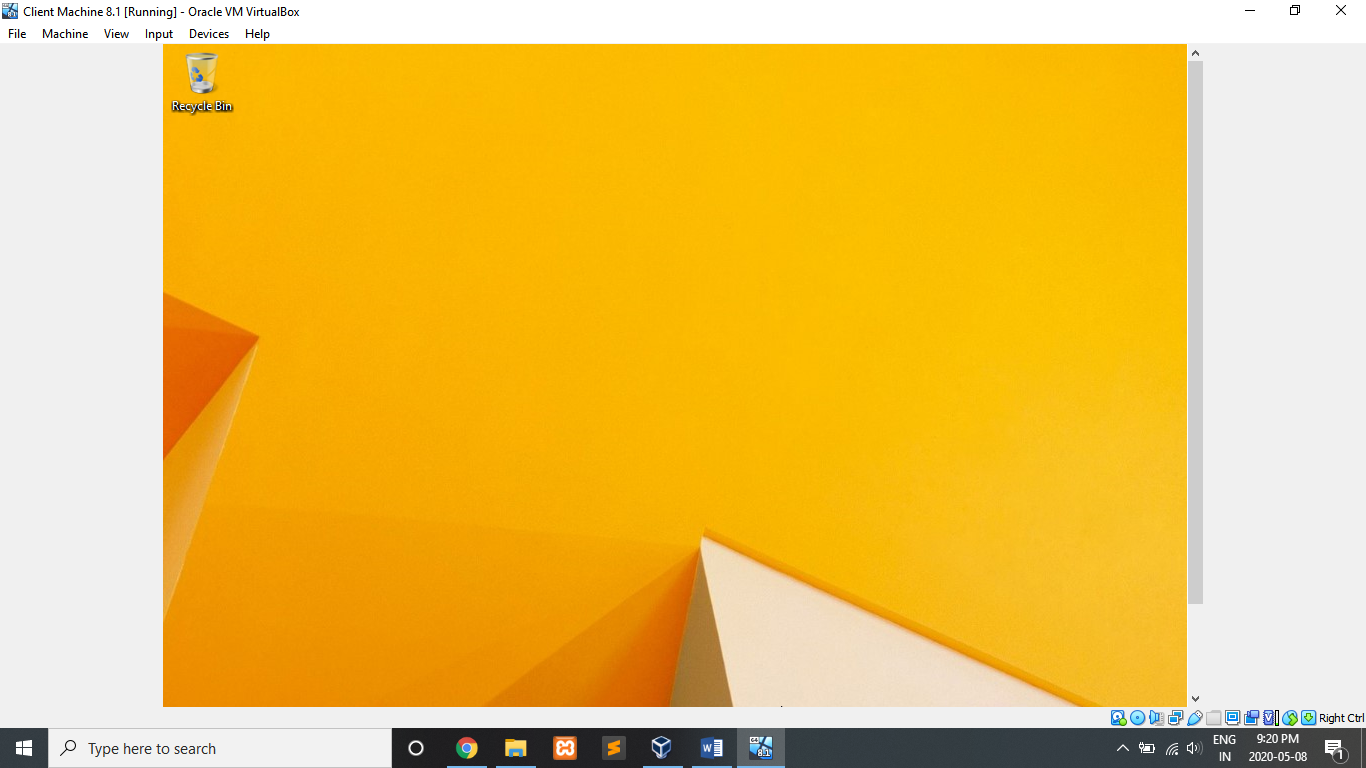 Client Machine 8.1 [Running] - Oracle VM VirtualBox
File Machine View Input Devices Help
Recycle Bin
Right Ctrl
Type here to search
ENG
IN
9:20 PM
2020-05-08
1